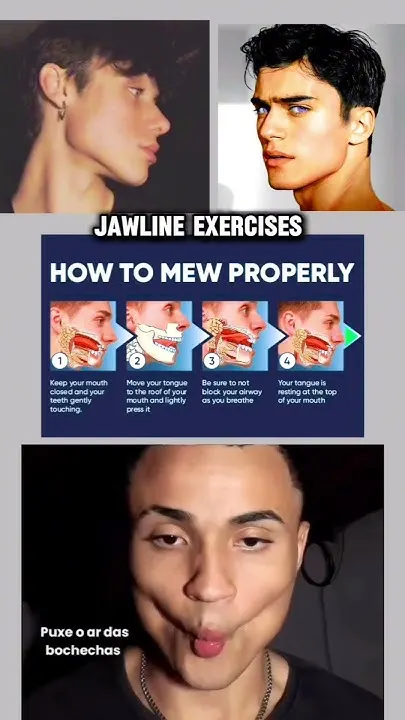 JAWLINE EXERCISES
HOW TO MEW PROPERLY
1
Keep your mouth
closed and your
teeth gently
touching.
2
Move your tongue
to the roof of your
mouth and lightly
press it
3
Be sure to not
block your airway
as you breathe
4
Your tongue is
resting at the top
of your mouth
Puxe o ar das
bochechas